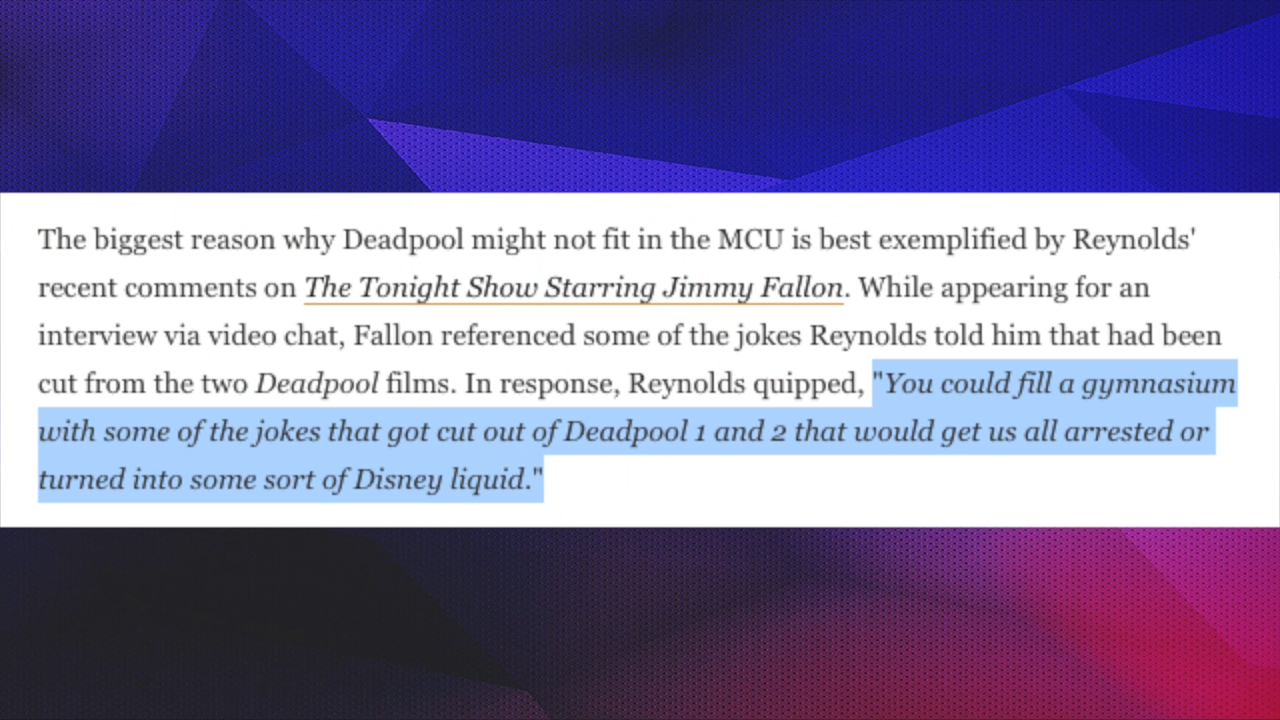 The biggest reason why Deadpool might not fit in the MCU is best exemplified by Reynolds'
recent comments on The Tonight Show Starring Jimmy Fallon. While appearing for an
interview via video chat, Fallon referenced some of the jokes Reynolds told him that had been
cut from the two Deadpool films. In response, Reynolds quipped, "You could fill a gymnasium
with some of the jokes that got cut out of Deadpool 1 and 2 that would get us all arrested or
turned into some sort of Disney liquid."